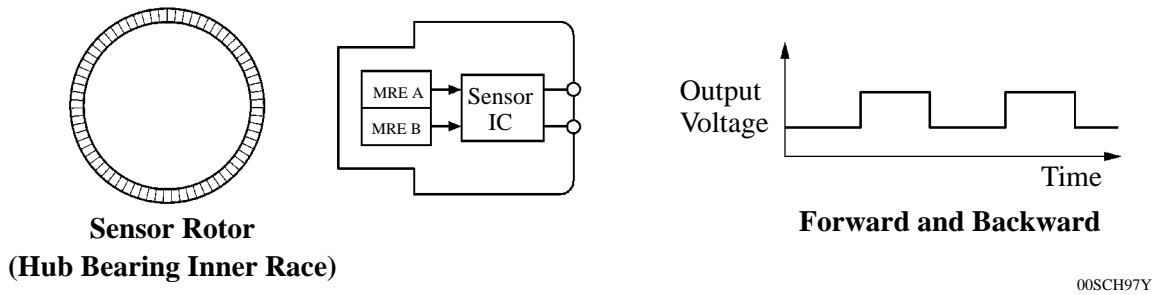 MRE A
MRE B
Sensor
IC
Output
Voltage
Time
Sensor Rotor
(Hub Bearing Inner Race)
Forward and Backward
00SCH97Y